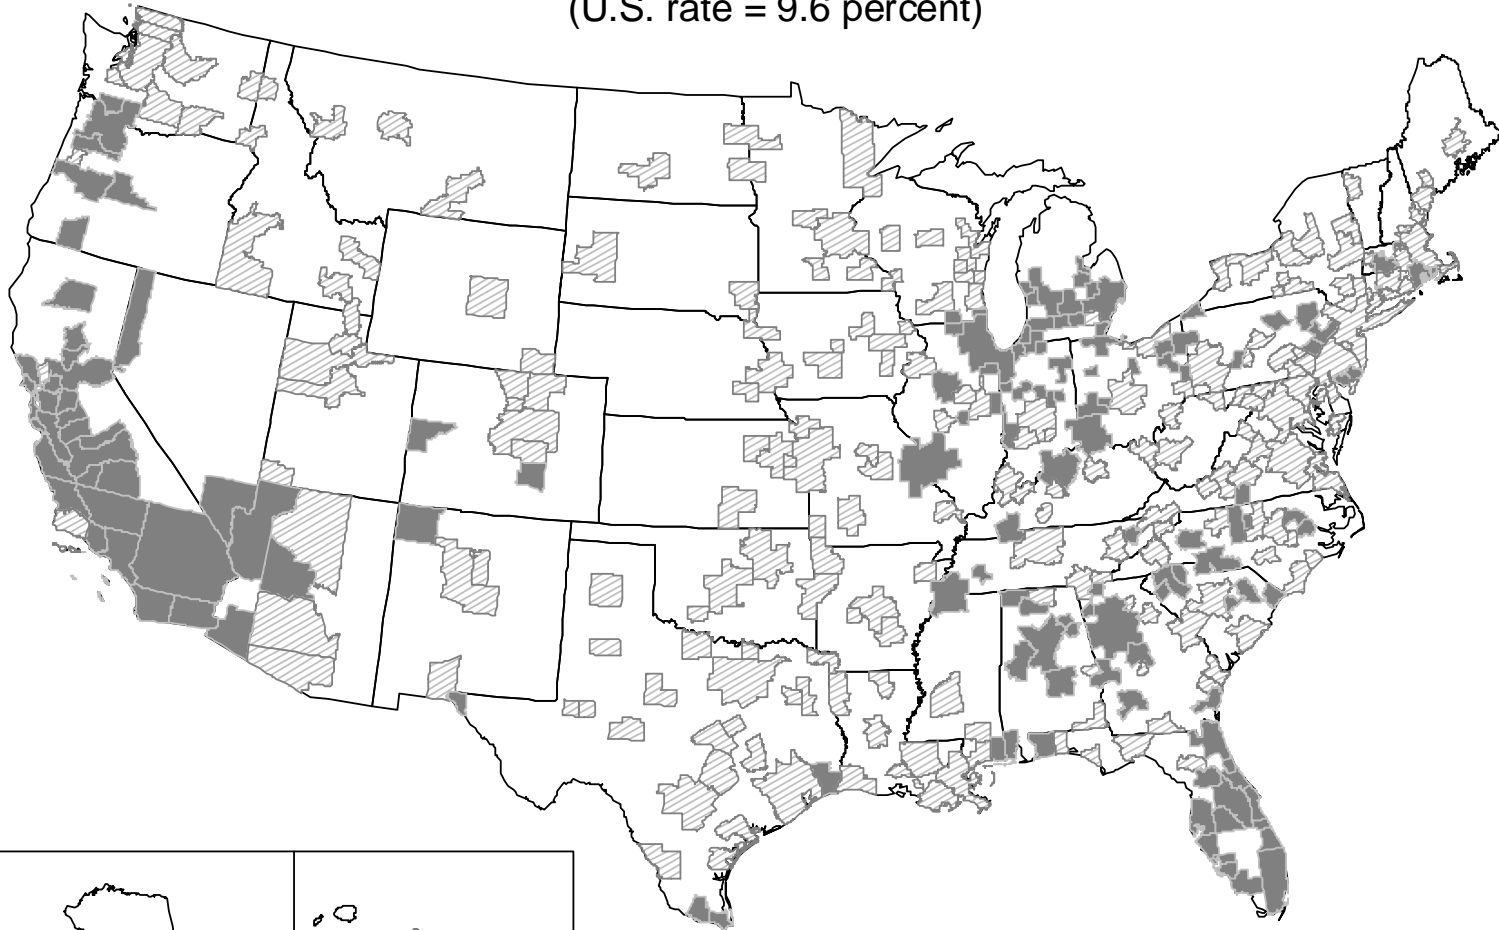 (U.S. rate = 9.6 percent)